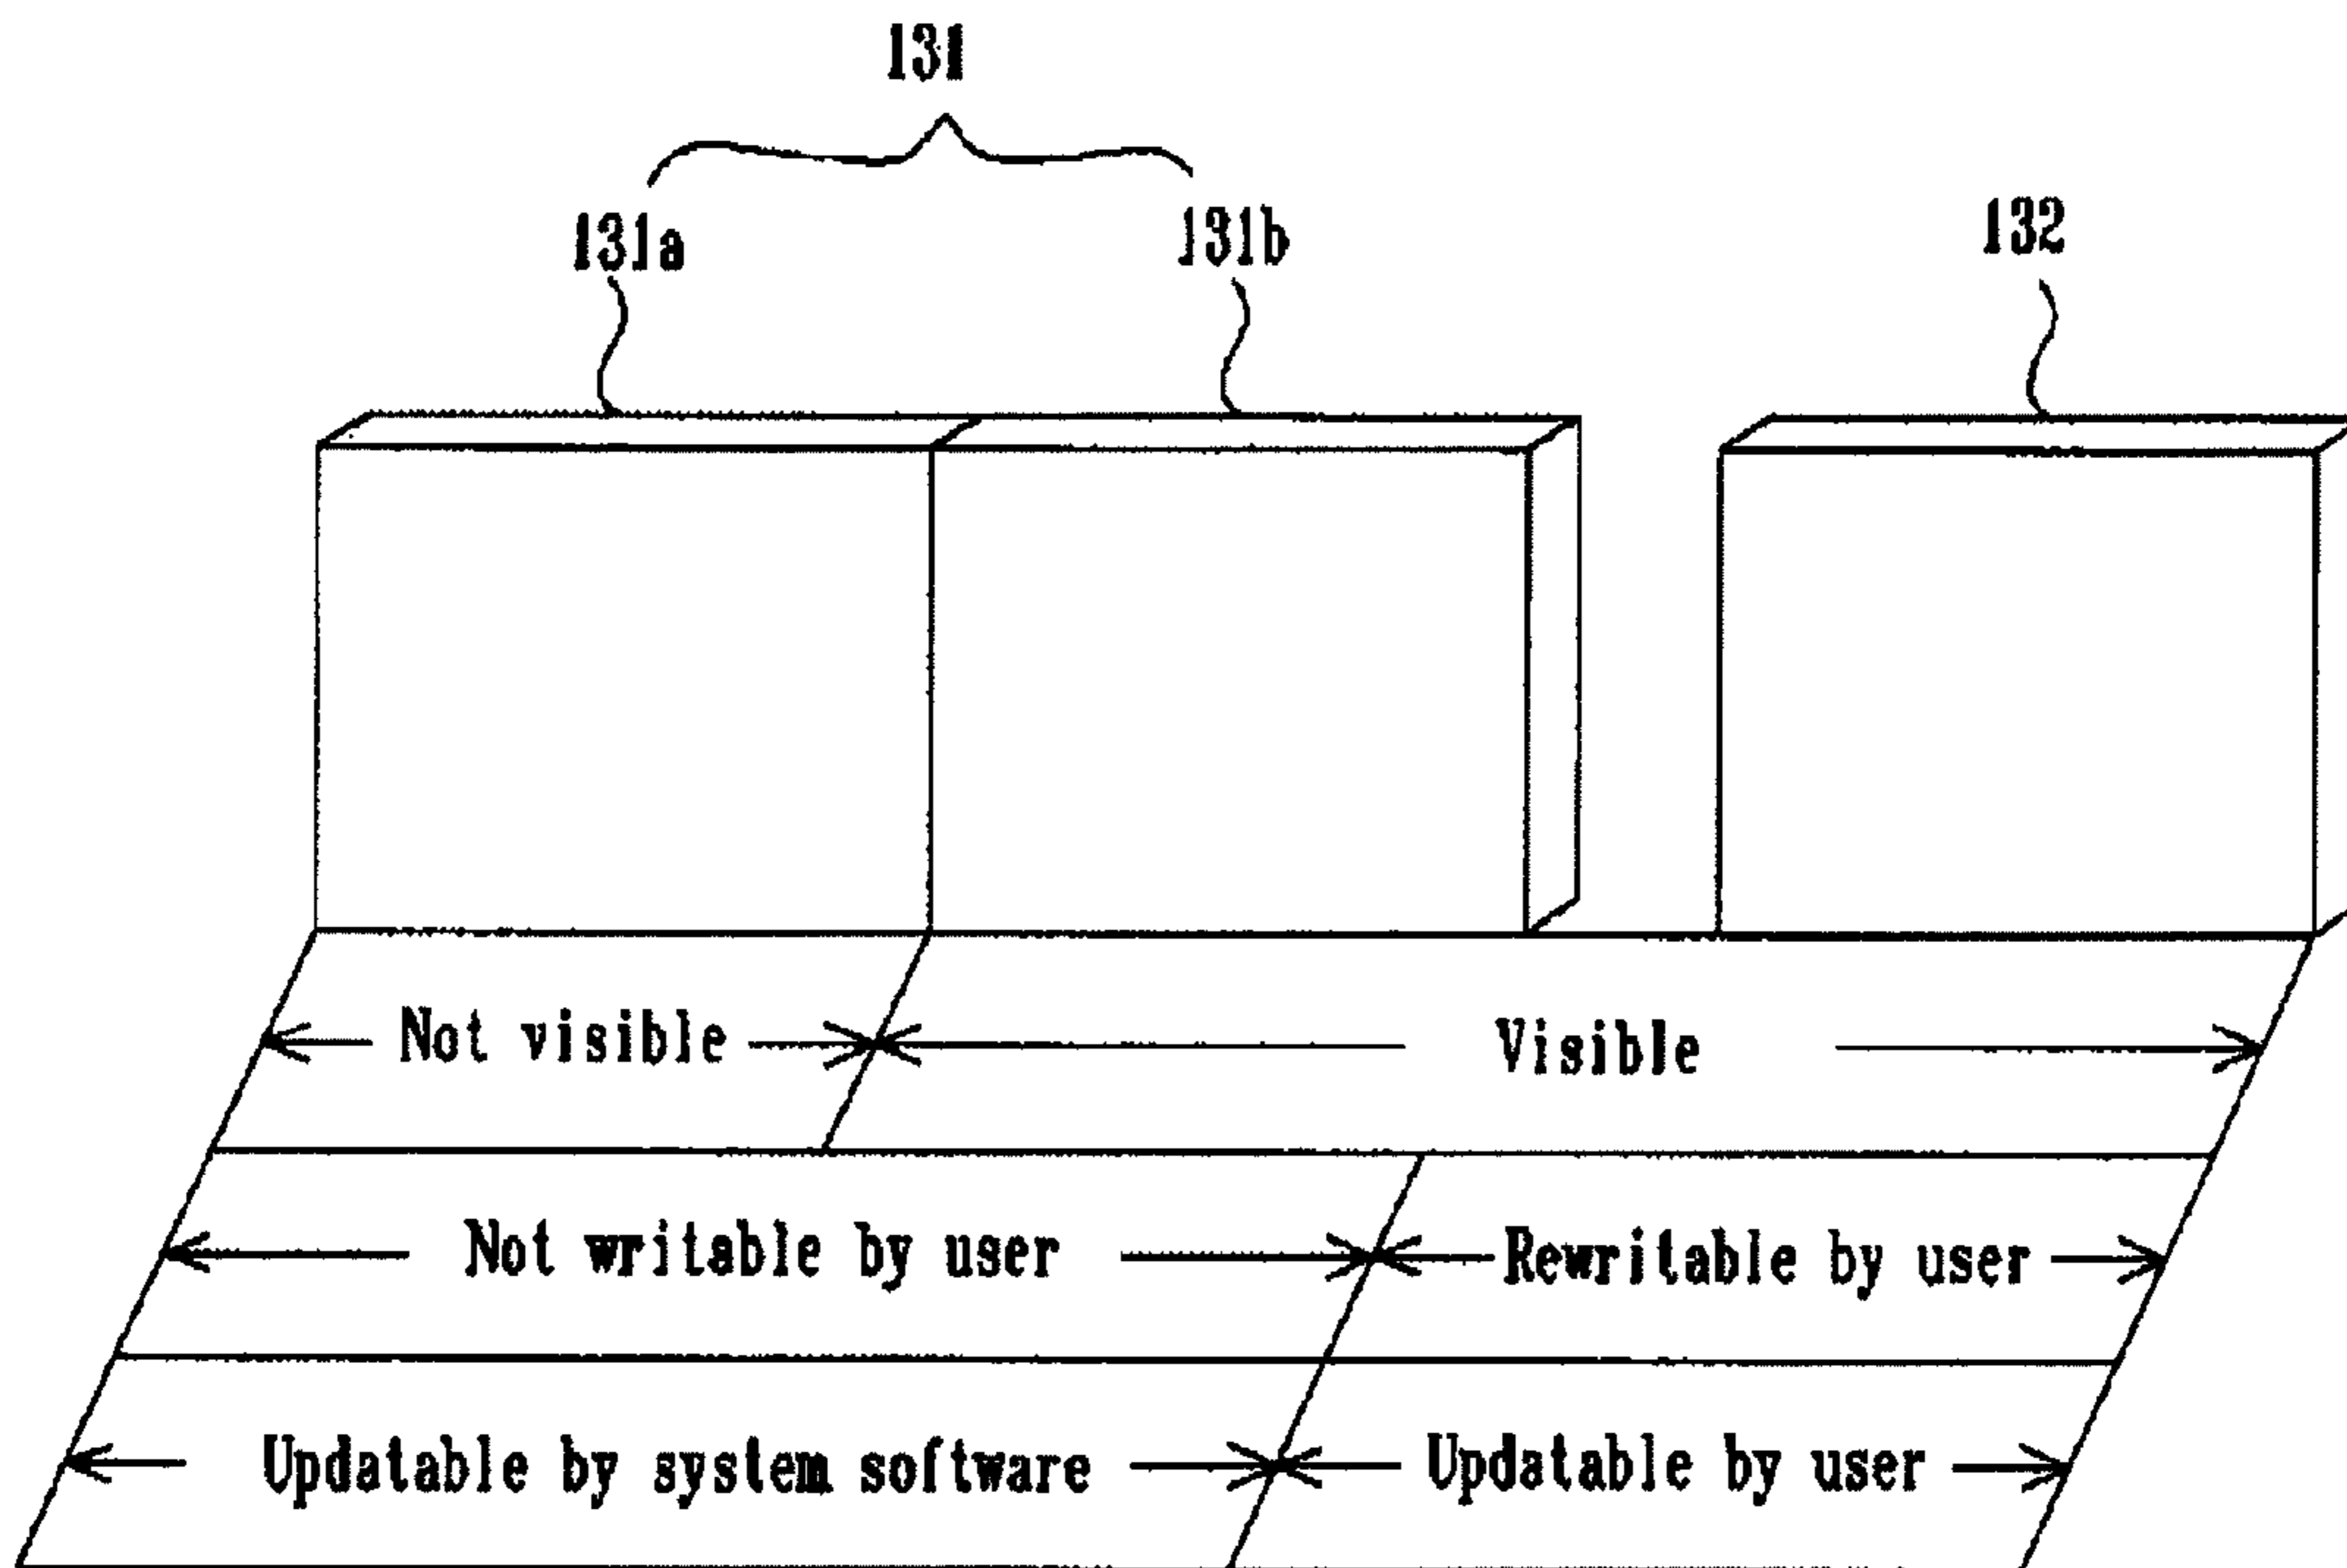 131
131a 131b 132
Not visible Visible
Not writable by user Rewritable by user
Updatable by system software Updatable by user